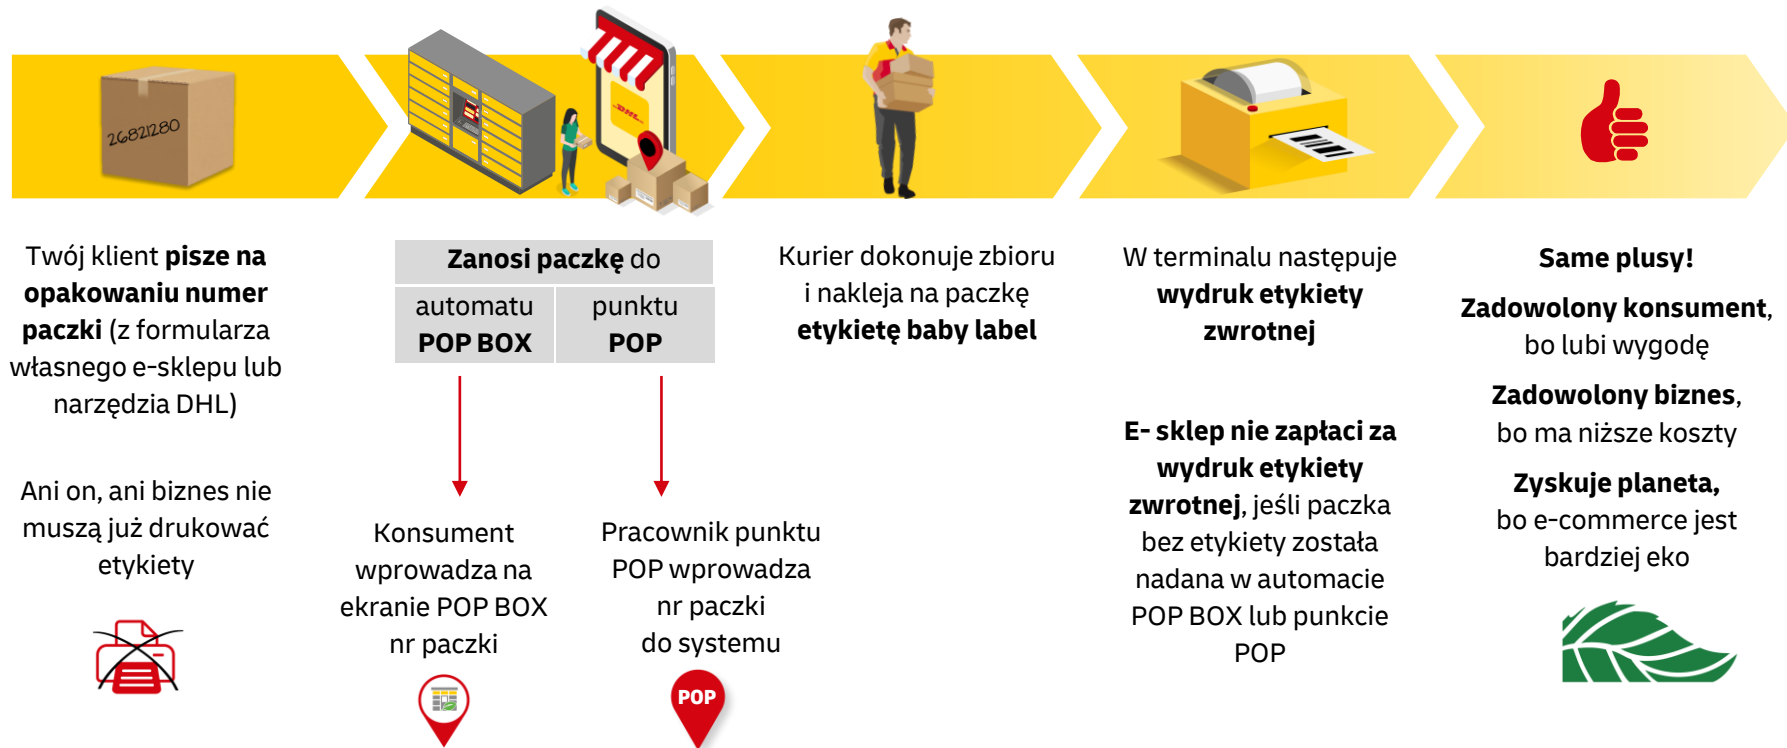 26821280
DHL
Twój klient pisze na
opakowaniu numer
paczki (z formularza
własnego e-sklepu lub
narzędzia DHL)
Ani on, ani biznes nie
muszą już drukować
etykiety
Zanosi paczkę do
automatu
POP BOX
punktu
POP
Konsument
wprowadza na
ekranie POP BOX
nr paczki
Pracownik punktu
POP wprowadza
nr paczki
do systemu
POP
Kurier dokonuje zbioru
i nakleja na paczkę
etykietę baby label
W terminalu następuje
wydruk etykiety
zwrotnej
E- sklep nie zapłaci za
wydruk etykiety
zwrotnej, jeśli paczka
bez etykiety została
nadana w automacie
POP BOX lub punkcie
POP
Same plusy!
Zadowolony konsument,
bo lubi wygodę
Zadowolony biznes,
bo ma niższe koszty
Zyskuje planeta,
bo e-commerce jest
bardziej eko